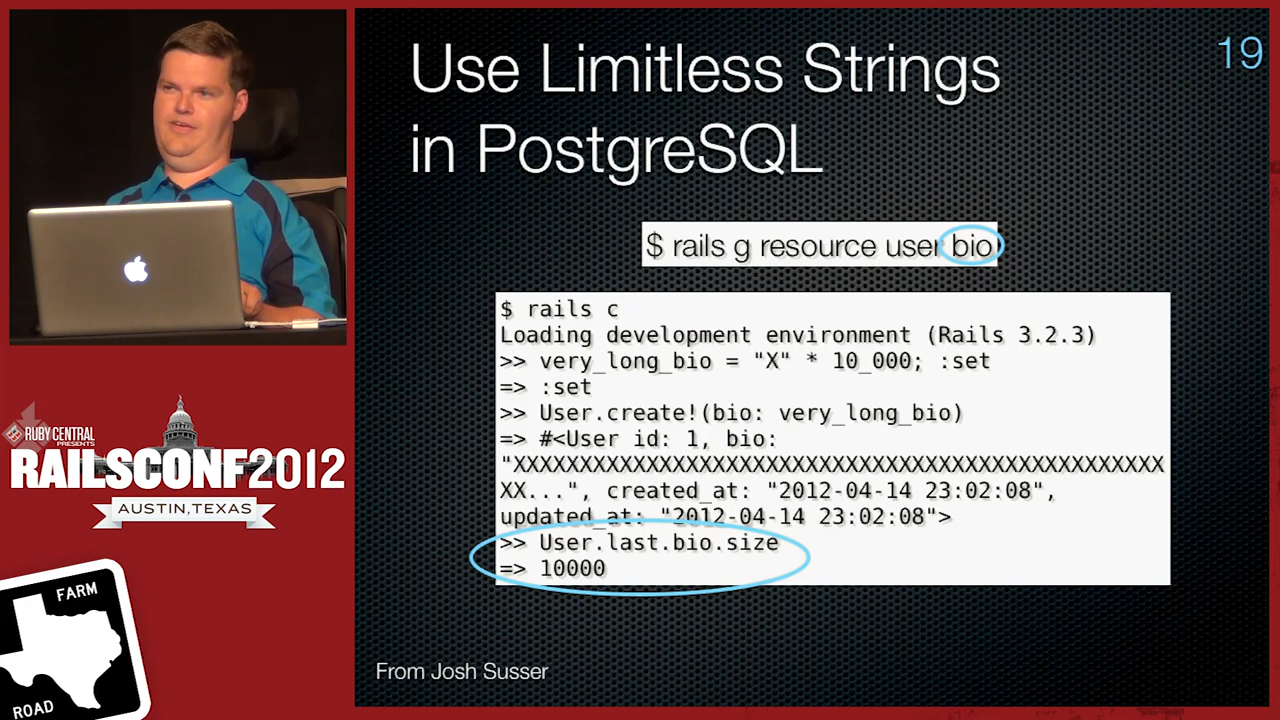 Use Limitless Strings
in PostgreSQL
19
$ rails g resource user bio
$ rails c
Loading development environment (Rails 3.2.3)
>> very_long_bio = "X" * 10_000; :set
=> :set
>> User.create!(bio: very_long_bio)
=> #<User id: 1, bio:
"XXXXXXXXXXXXXXXXXXXXXXXXXXXXXXXXXXXXXXXXXXXXXXXXX
XX...", created_at: "2012-04-14 23:02:08",
updated_at: "2012-04-14 23:02:08">
>> User.last.bio.size
=> 10000
From Josh Susser
RUBY CENTRAL
PRESENTS
RAILSCONF2012
AUSTIN, TEXAS
FARM
ROAD